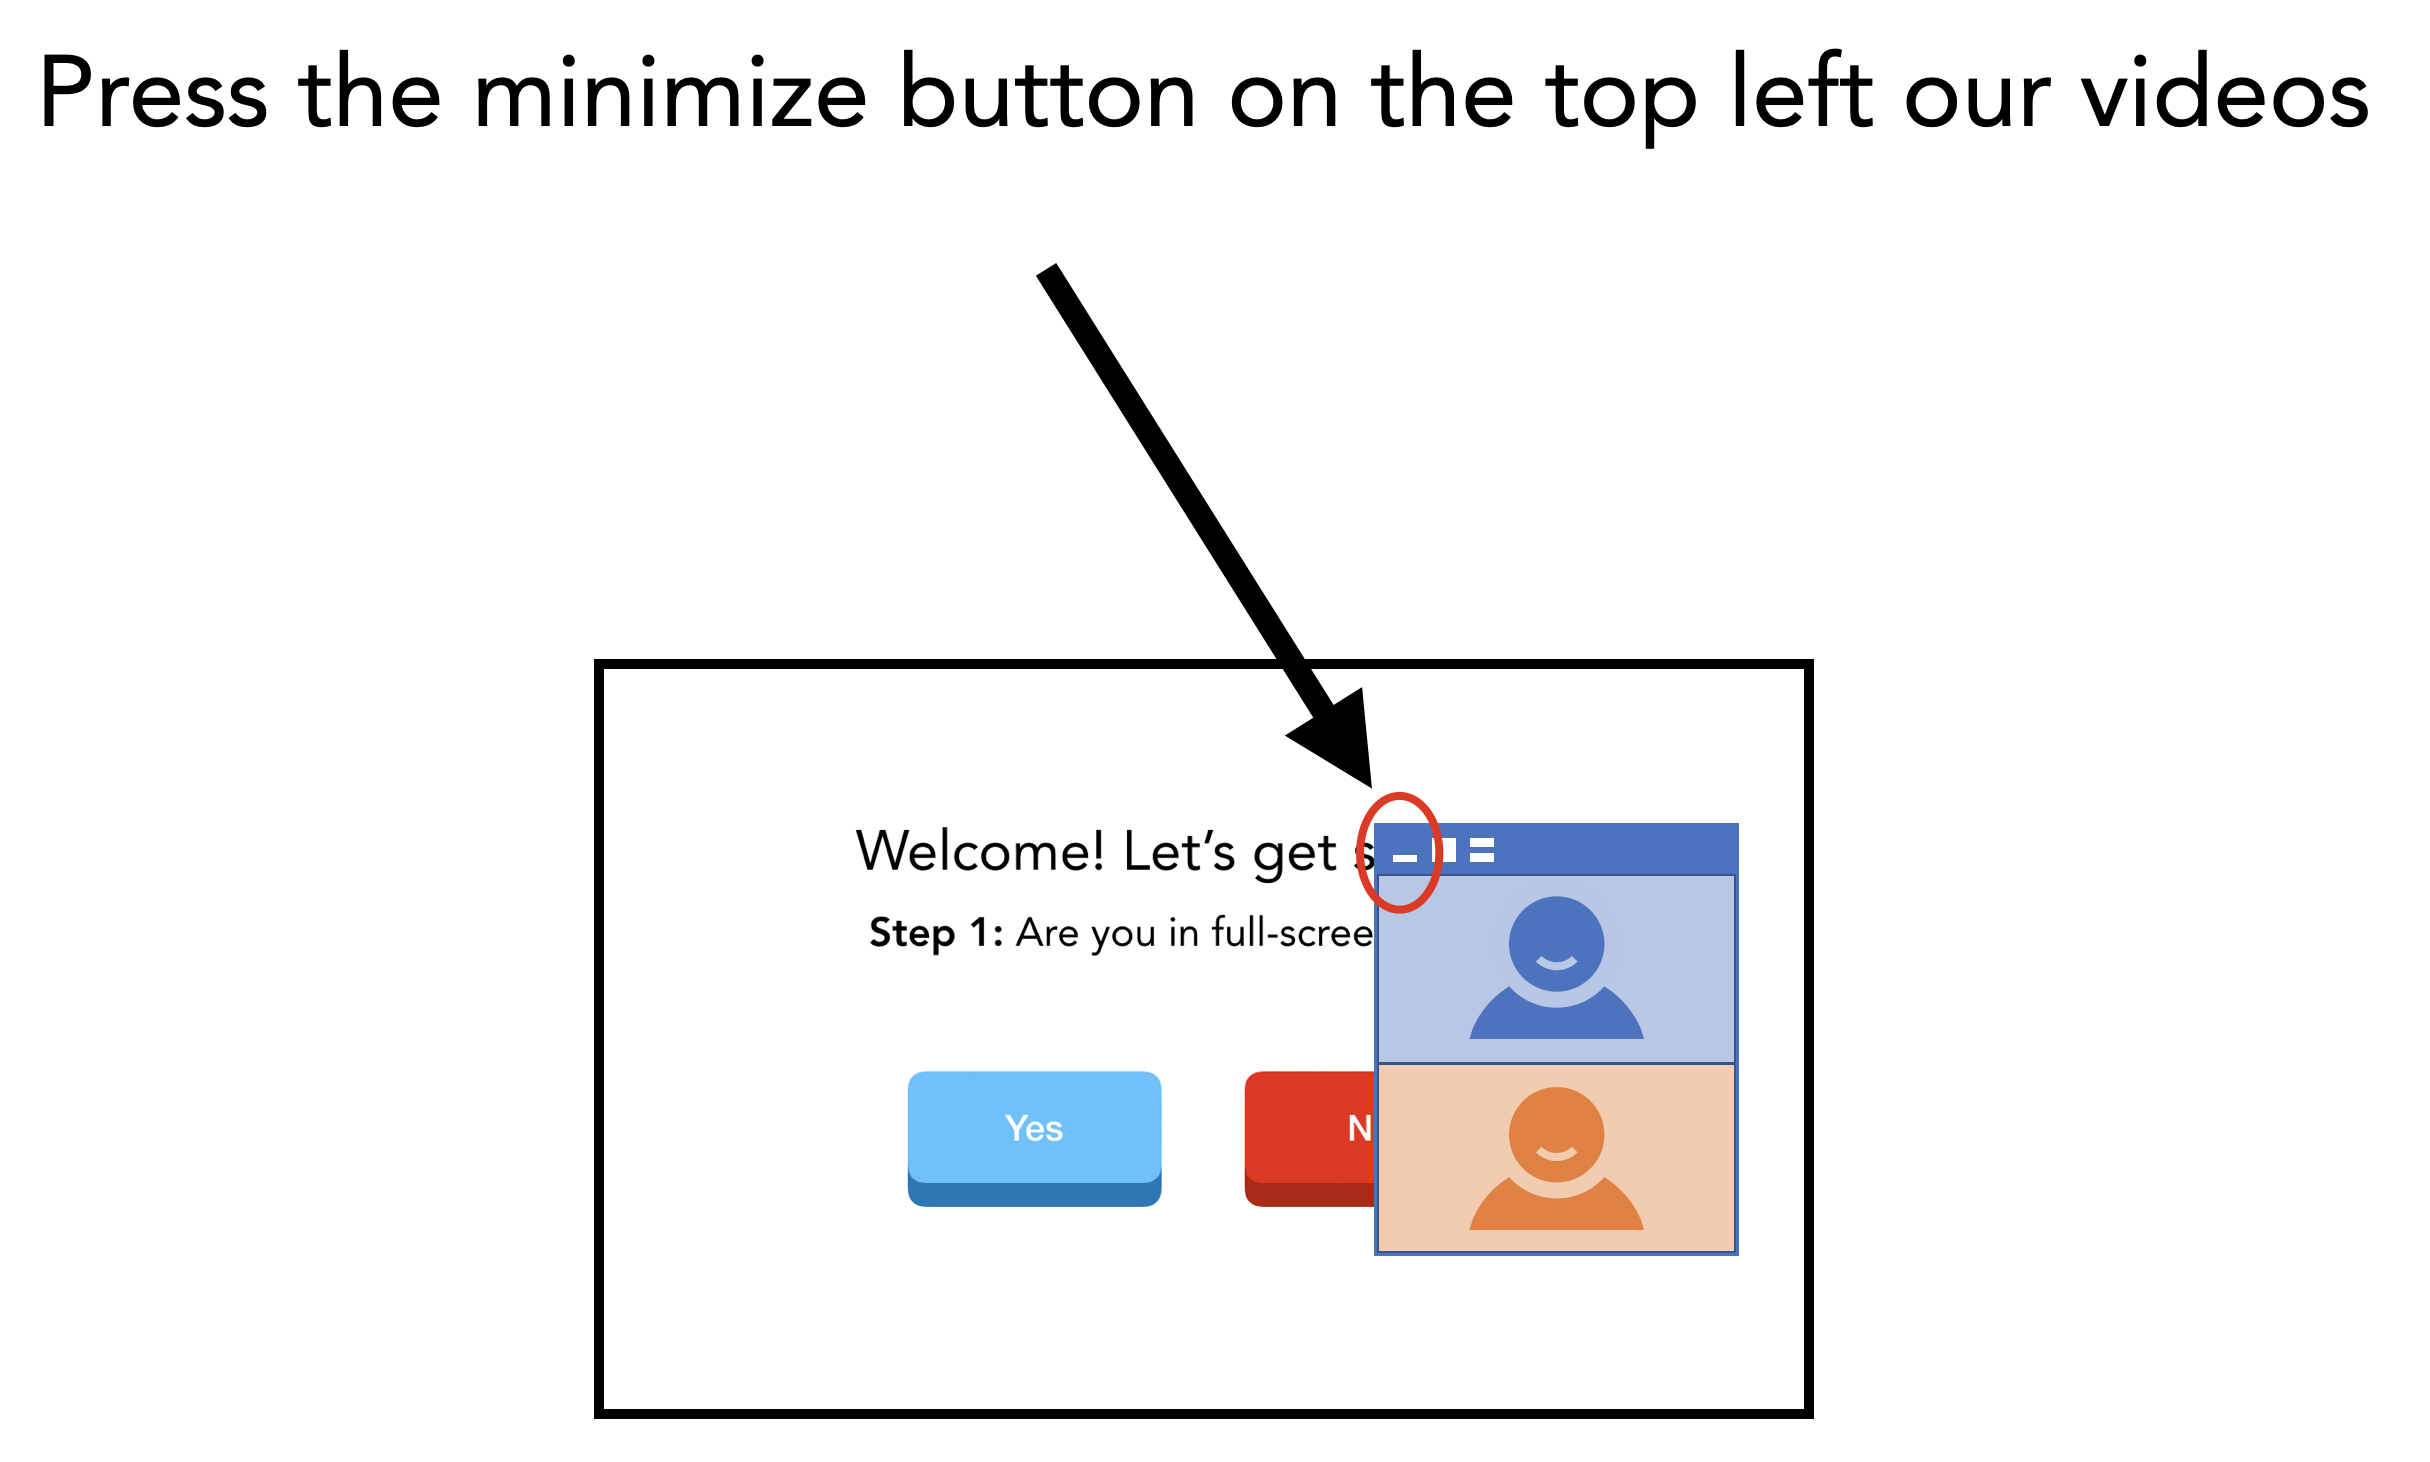 Press the minimize button on the top left our videos
Welcome! Let’s get s
Step 1: Are you in full-scree
Yes
N